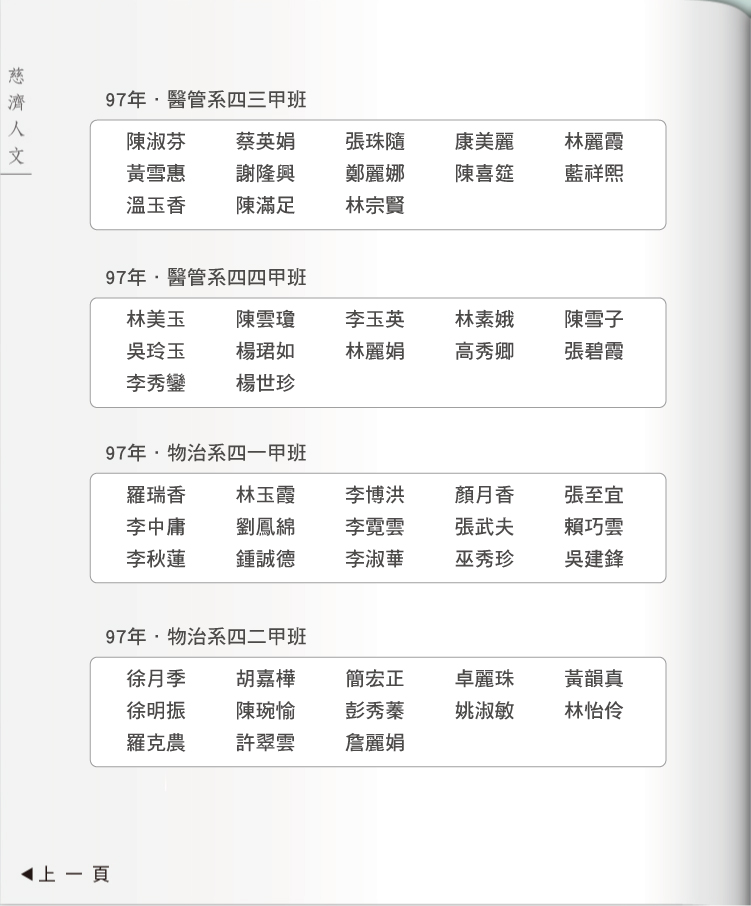 慈濟人文
97年．醫管系四三甲班
陳淑芬 蔡英娟 張珠隨 康美麗 林麗霞
黃雪惠 謝隆興 鄭麗娜 陳喜筵 藍祥熙
溫玉香 陳滿足 林宗賢
97年．醫管系四四甲班
林美玉 陳雲瓊 李玉英 林素娥 陳雪子
吳玲玉 楊珺如 林麗娟 高秀卿 張碧霞
李秀鑾 楊世珍
97年．物治系四一甲班
羅瑞香 林玉霞 李博洪 顏月香 張至宜
李中庸 劉鳳綿 李霓雲 張武夫 賴巧雲
李秋蓮 鍾誠德 李淑華 巫秀珍 吳建鋒
97年．物治系四二甲班
徐月季 胡嘉樺 簡宏正 卓麗珠 黃韻真
徐明振 陳琬愉 彭秀蓁 姚淑敏 林怡伶
羅克農 許翠雲 詹麗娟
◀上一頁